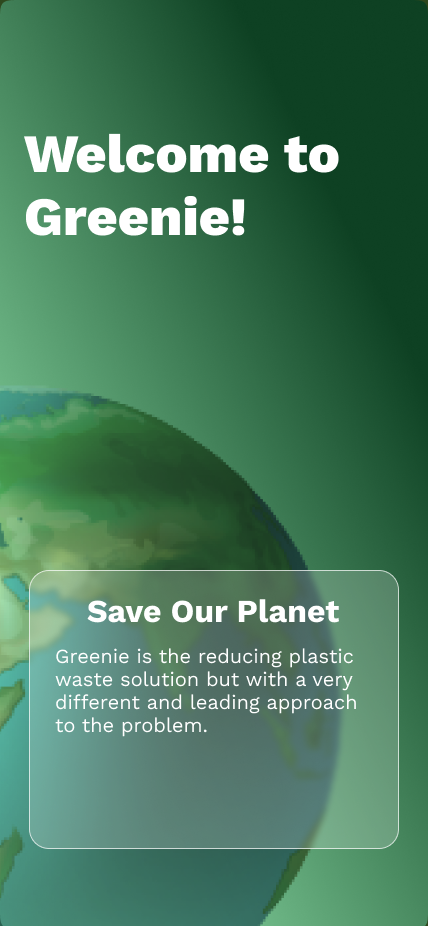 Welcome to
Greenie!
Save Our Planet
Greenie is the reducing plastic
waste solution but with a very
different and leading approach
to the problem.